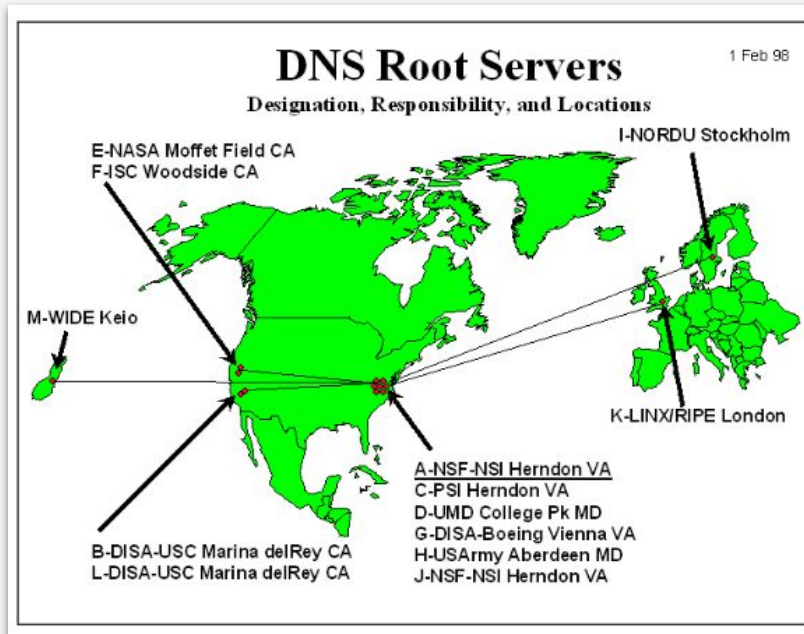 DNS Root Servers
1 Feb 98
Designation, Responsibility, and Locations
E-NASA Moffet Field CA
F-ISC Woodside CA
I-NORDU Stockholm
M-WIDE Keio
K-LINX/RIPE London
B-DISA-USC Marina delRey CA
L-DISA-USC Marina delRey CA
A-NSF-NSI Herndon VA
C-PSI Herndon VA
D-UMD College Pk MD
G-DISA-Boeing Vienna VA
H-USArmy Aberdeen MD
J-NSF-NSI Herndon VA